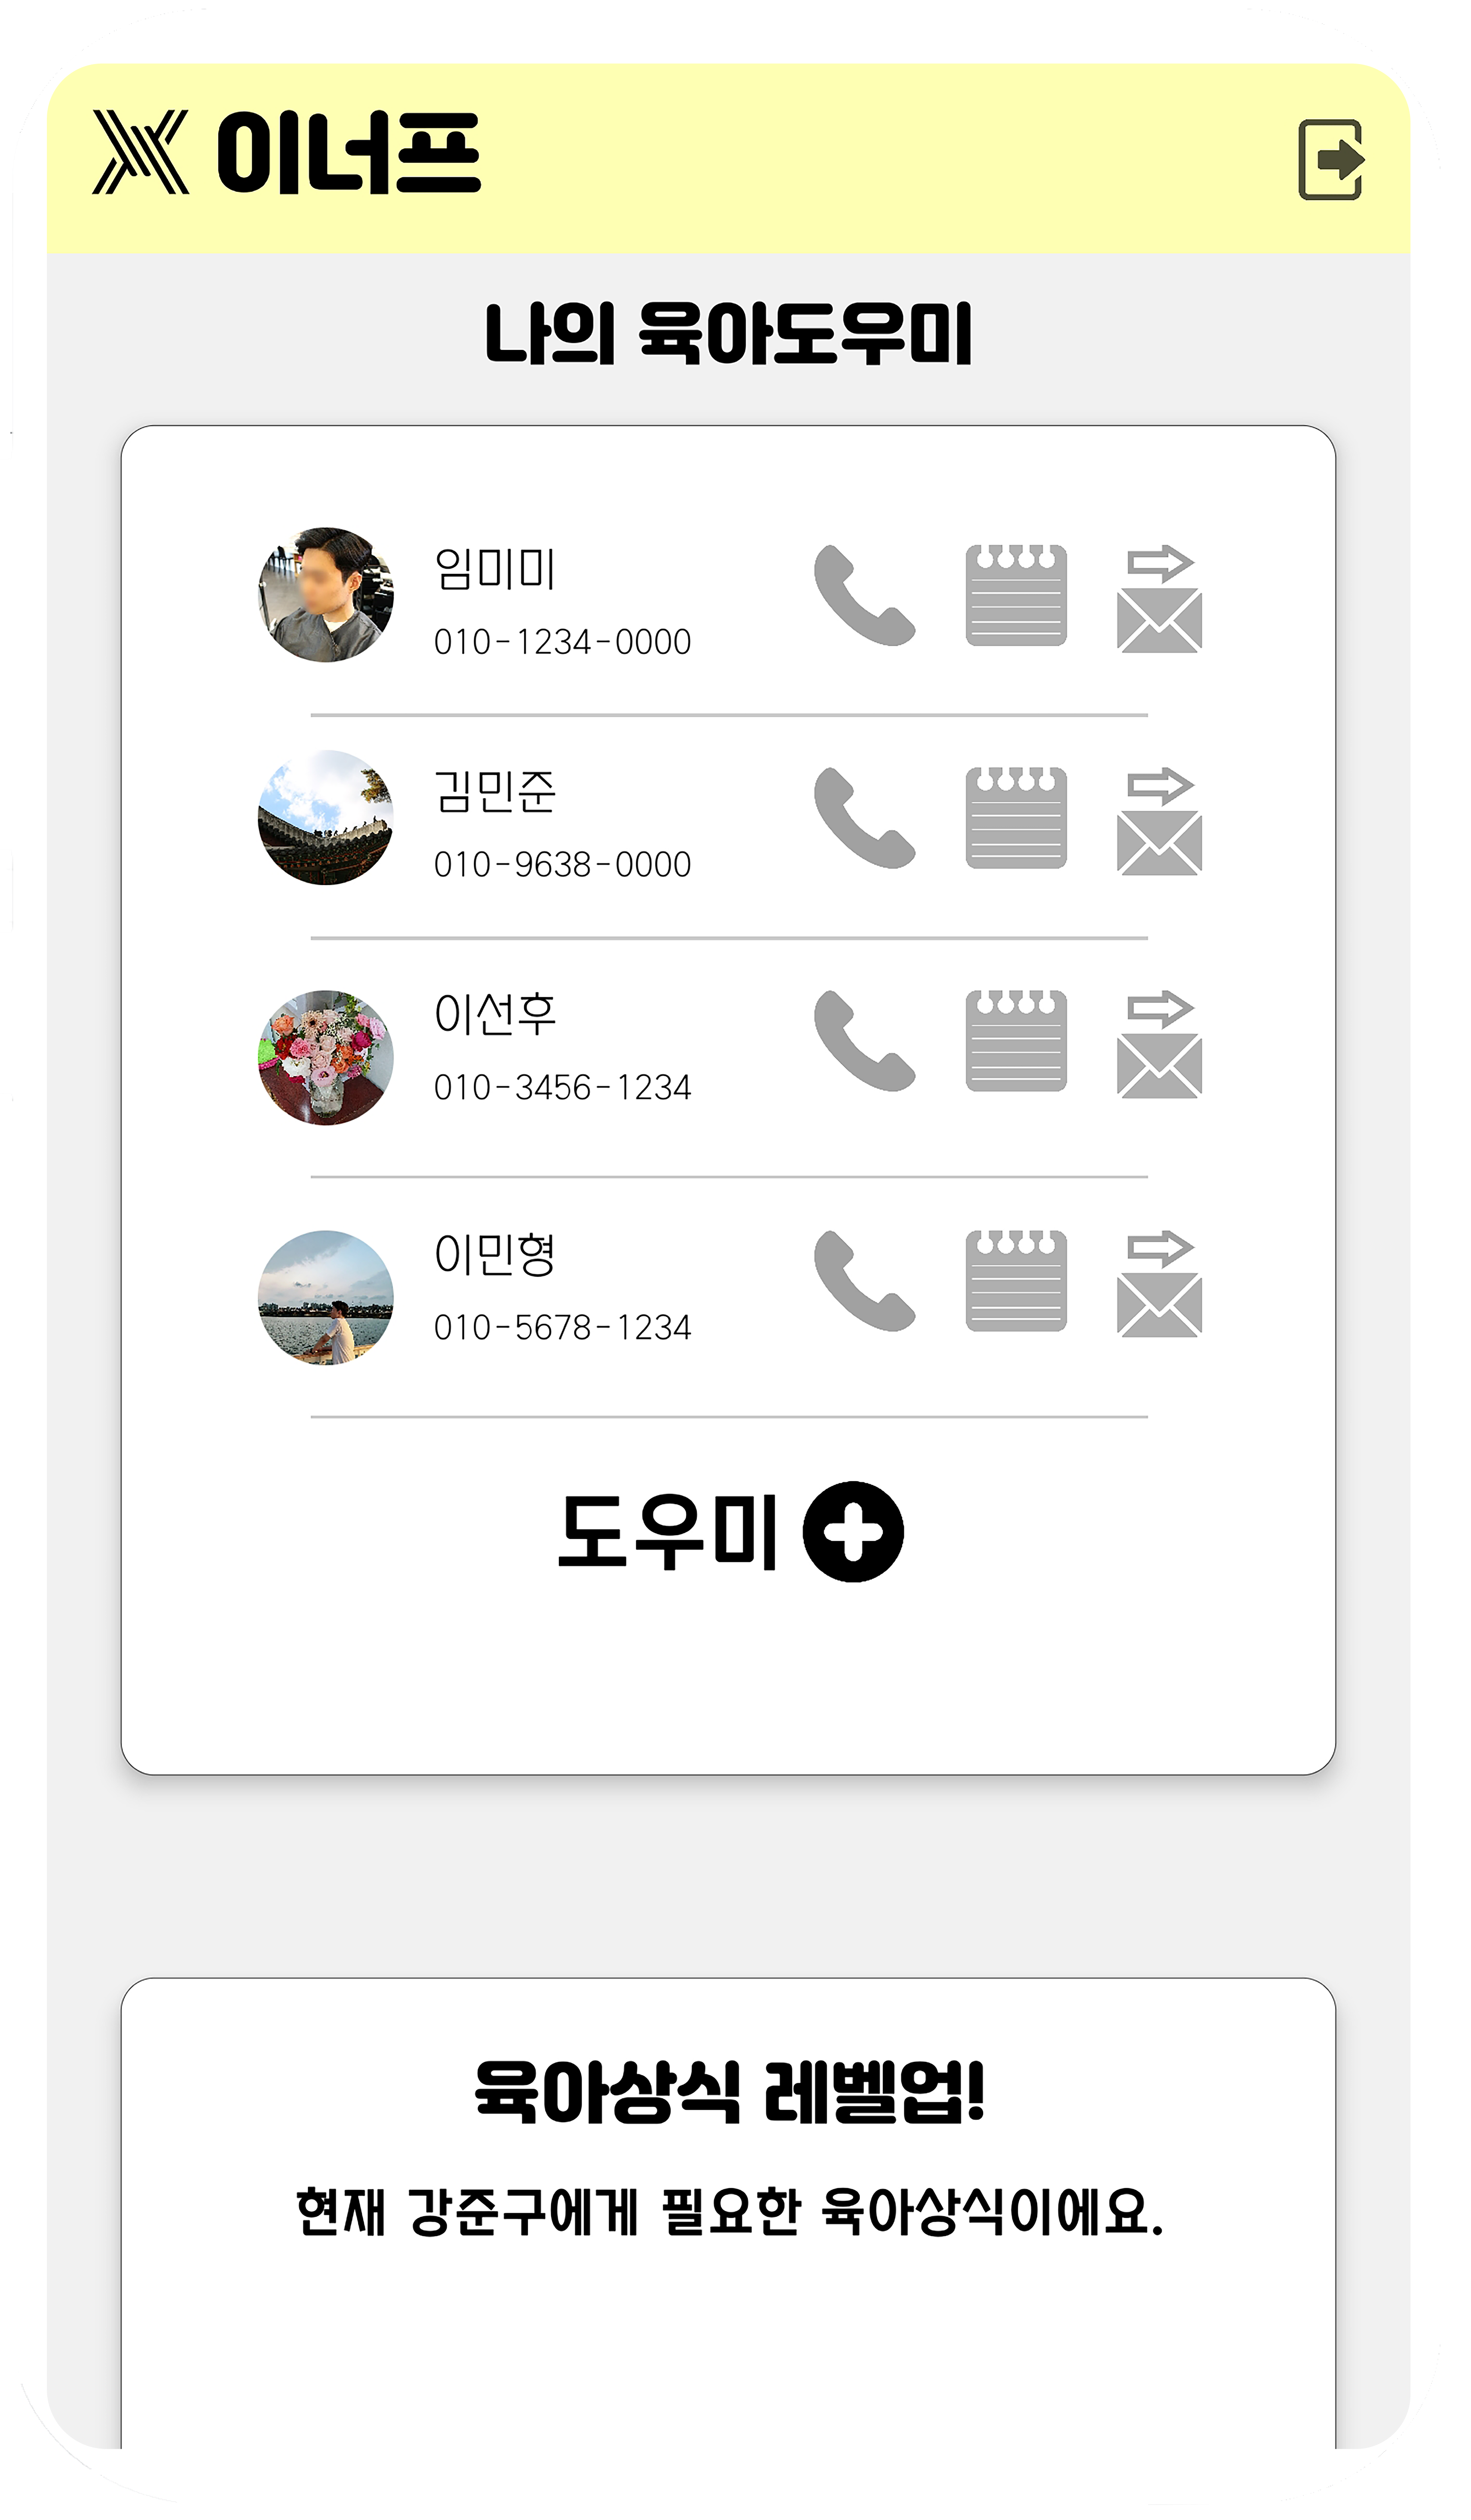 이너프
나의 육아도우미
임미미
010-1234-0000
김민준
010-9638-0000
이선후
010-3456-1234
이민형
010-5678-1234
도우미
육아상식 레벨업!
현재 강준구에게 필요한 육아상식이에요.